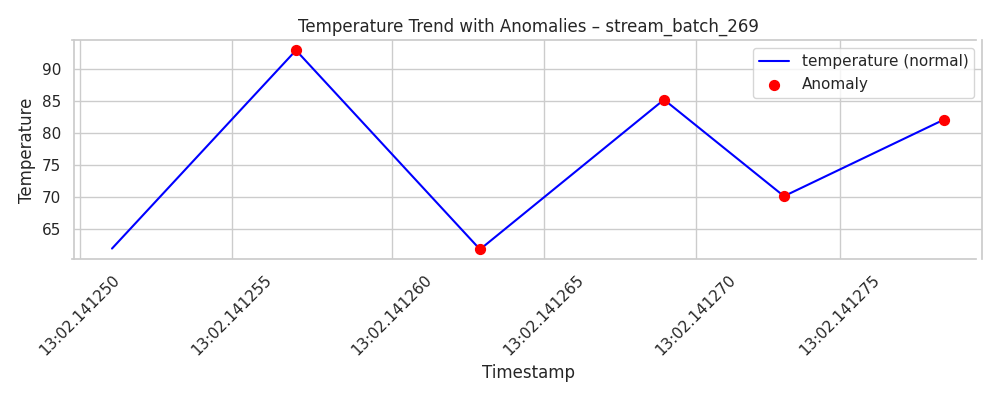 Temperature Trend with Anomalies – stream_batch_269
temperature (normal)
Anomaly
Temperature
90
85
80
75
70
65
13:02.141250
13:02.141255
13:02.141260
13:02.141265
13:02.141270
13:02.141275
Timestamp